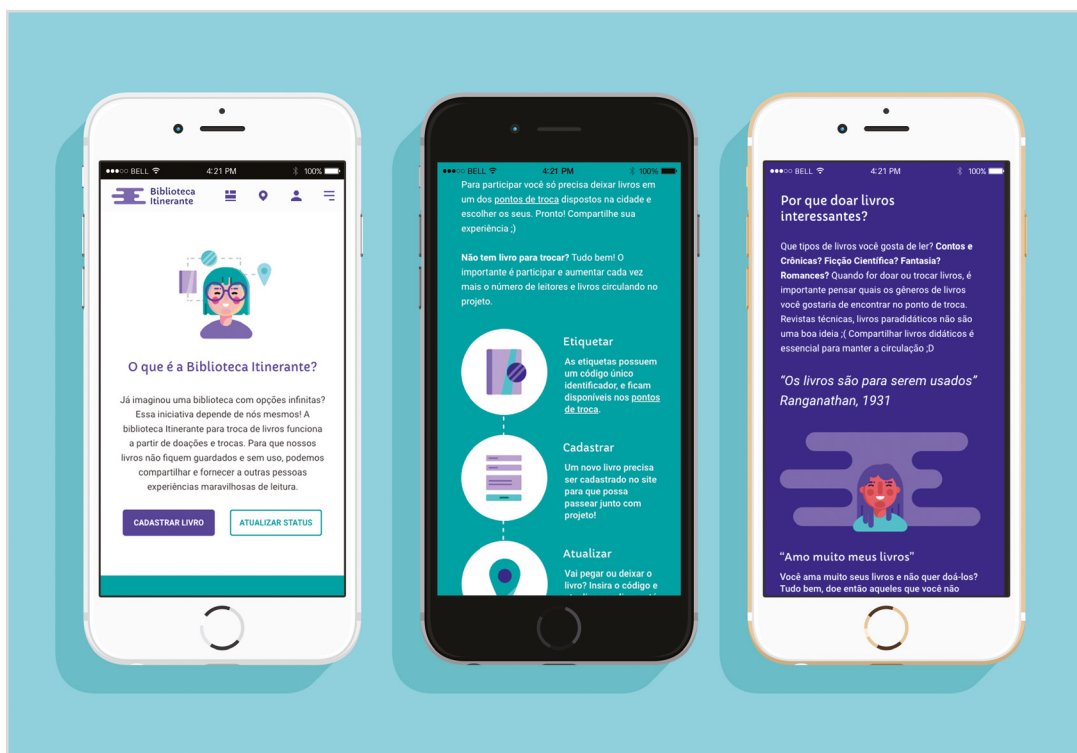 BELL
4:21 PM
100%
Biblioteca
Itinerante
O que é a Biblioteca Itinerante?
Já imaginou uma biblioteca com opções infinitas?
Essa iniciativa depende de nós mesmos! A
biblioteca Itinerante para troca de livros funciona
a partir de doações e trocas. Para que nossos
livros não fiquem guardados e sem uso, podemos
compartilhar e fornecer a outras pessoas
experiências maravilhosas de leitura.
CADASTRAR LIVRO
ATUALIZAR STATUS
BELL
4:21 PM
100%
Para participar você só precisa deixar livros em
um dos pontos de troca dispostos na cidade e
escolher os seus. Pronto! Compartilhe sua
experiência ;)
Não tem livro para trocar? Tudo bem! O
importante é participar e aumentar cada vez
mais o número de leitores e livros circulando no
projeto.
Etiquetar
As etiquetas possuem
um código único
identificador, e ficam
disponíveis nos pontos
de troca.
Cadastrar
Um novo livro precisa
ser cadastrado no site
para que possa
passear junto com
projeto!
Atualizar
Vai pegar ou deixar o
livro? Insira o código e
BELL
4:21 PM
100%
Por que doar livros
interessantes?
Que tipos de livros você gosta de ler? Contos e
Crônicas? Ficção Científica? Fantasia?
Romances? Quando for doar ou trocar livros, é
importante pensar quais os gêneros de livros
você gostaria de encontrar no ponto de troca.
Revistas técnicas, livros paradidáticos não são
uma boa ideia ;( Compartilhar livros didáticos é
essencial para manter a circulação ;D
“Os livros são para serem usados”
Ranganathan, 1931
“Amo muito meus livros”
Você ama muito seus livros e não quer doá-los?
Tudo bem, doe então aqueles que você não